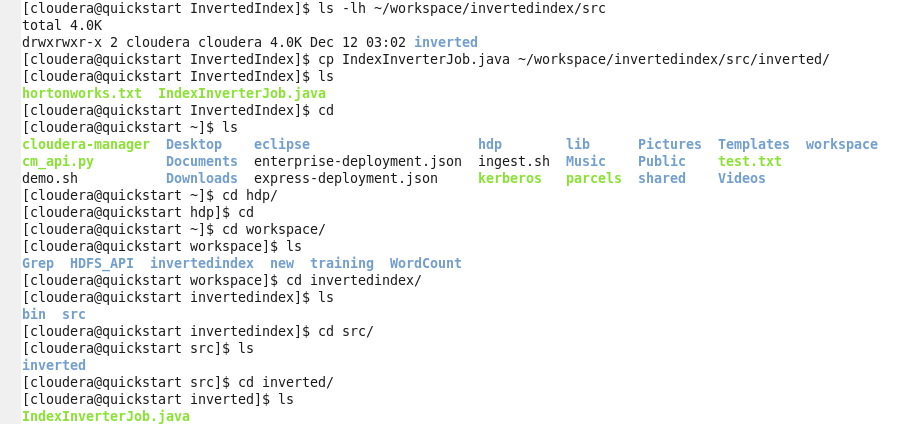 [cloudera@quickstart InvertedIndex]$ ls -lh ~/workspace/invertedindex/src
total 4.0K
drwxrwxr-x 2 cloudera cloudera 4.0K Dec 12 03:02 inverted
[cloudera@quickstart InvertedIndex]$ cp IndexInverterJob.java ~/workspace/invertedindex/src/inverted/
[cloudera@quickstart InvertedIndex]$ ls
hortonworks.txt  IndexInverterJob.java
[cloudera@quickstart InvertedIndex]$ cd
[cloudera@quickstart ~]$ ls
cloudera-manager  Desktop    eclipse                     hdp        lib      Pictures  Templates  workspace
cm_api.py         Documents  enterprise-deployment.json  ingest.sh  Music    Public    test.txt
demo.sh           Downloads  express-deployment.json     kerberos   parcels  shared    Videos
[cloudera@quickstart ~]$ cd hdp/
[cloudera@quickstart hdp]$ cd
[cloudera@quickstart ~]$ cd workspace/
[cloudera@quickstart workspace]$ ls
Grep  HDFS_API  invertedindex  new  training  WordCount
[cloudera@quickstart workspace]$ cd invertedindex/
[cloudera@quickstart invertedindex]$ ls
bin  src
[cloudera@quickstart invertedindex]$ cd src/
[cloudera@quickstart src]$ ls
inverted
[cloudera@quickstart src]$ cd inverted/
[cloudera@quickstart inverted]$ ls
IndexInverterJob.java